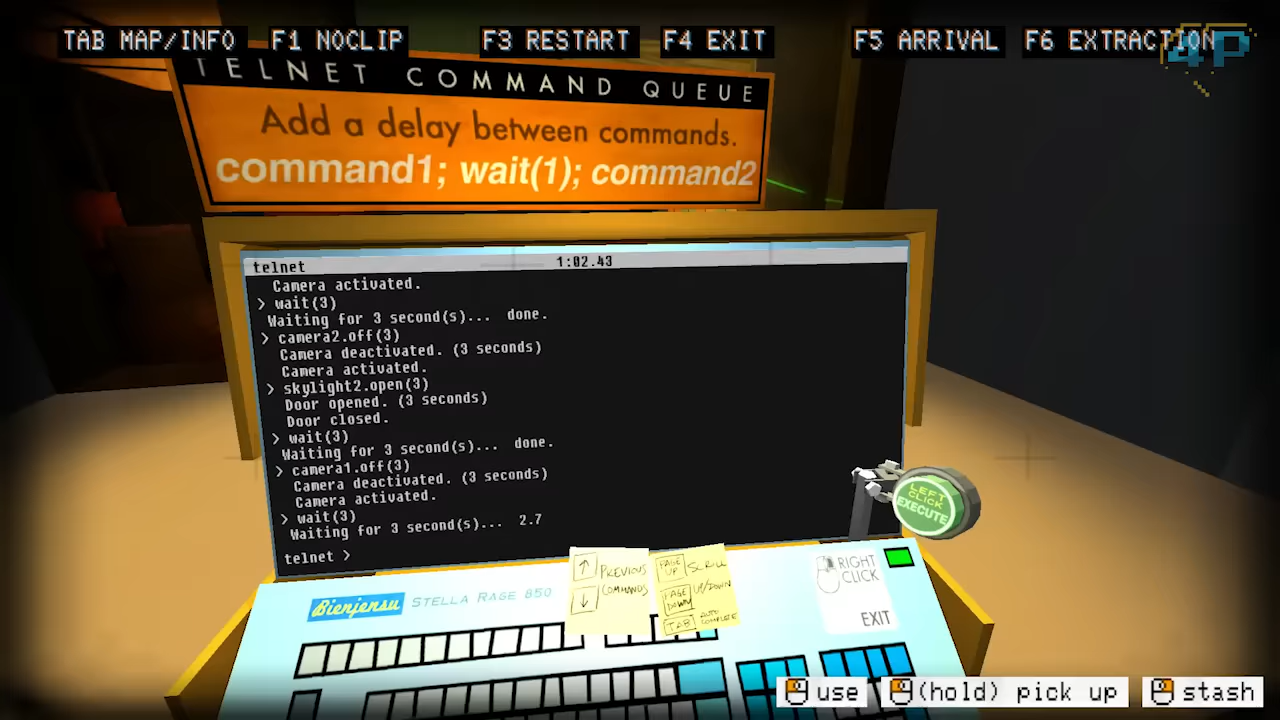 TAB MAP/INFO F1 NOCLIP F3 RESTART F4 EXIT F5 ARRIVAL F6 EXTRACTION
4P
TELNET COMMAND QUEUE
Add a delay between commands.
command1; wait(1); command2
telnet 1:02.43
Camera activated.
> wait(3)
Waiting for 3 second(s)... done.
> camera2.off(3)
Camera deactivated. (3 seconds)
Camera activated.
> skylight2.open(3)
Door opened. (3 seconds)
Door closed.
> wait(3)
Waiting for 3 second(s)... done.
> camera1.off(3)
Camera deactivated. (3 seconds)
Camera activated.
> wait(3)
Waiting for 3 second(s)... 2.7
telnet >
LEFT
CLICK
EXECUTE
↑ PREVIOUS
↓ COMMANDS
PAGE UP SCROLL
PAGE DOWN UP/DOWN
TAB AUTO COMPLETE
RIGHT
CLICK
EXIT
Bienjensu STELLA RAGE 850
use (hold) pick up stash